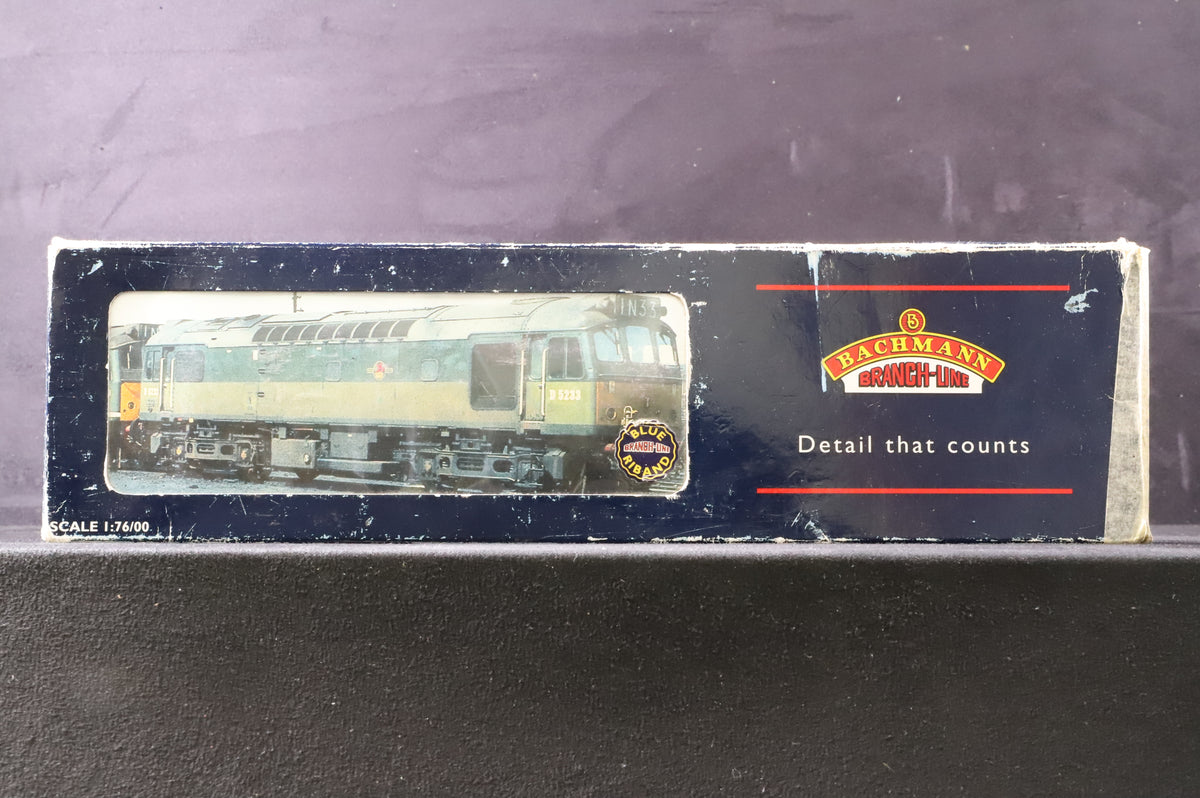 1N33
D 5233
BLUE
BRANCH-LINE
RIBAND
SCALE 1:76/00
B
BACHMANN
BRANCH-LINE
Detail that counts